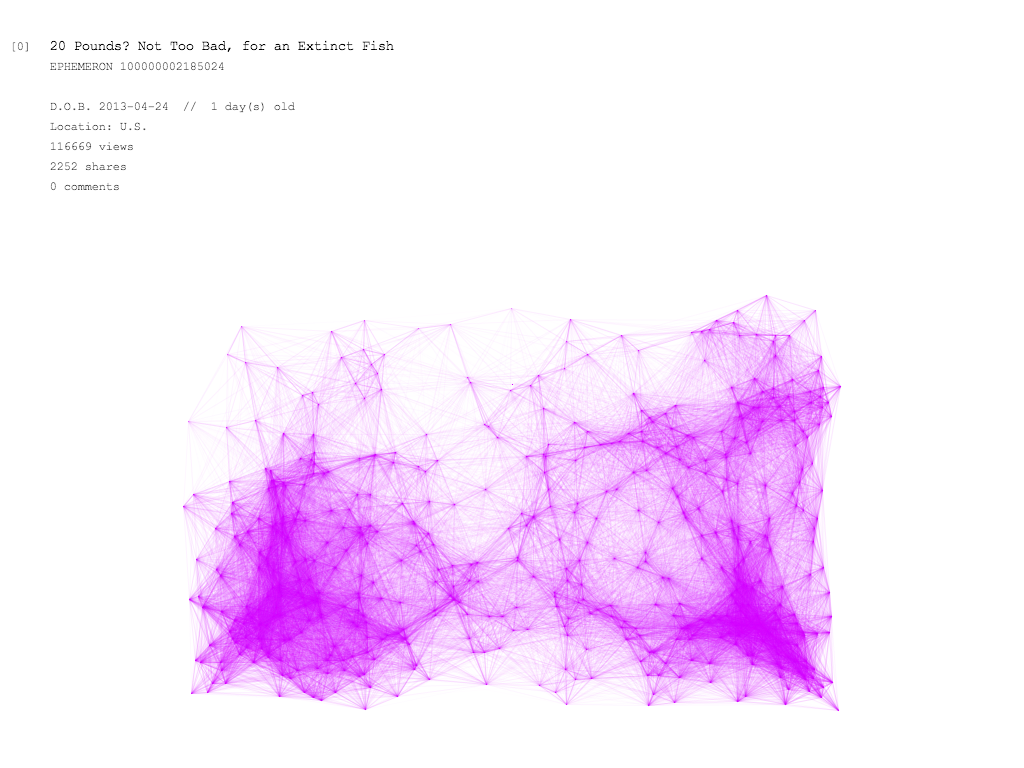 [0] 20 Pounds? Not Too Bad, for an Extinct Fish
EPHEMERON 100000002185024
D.O.B. 2013-04-24 // 1 day(s) old
Location: U.S.
116669 views
2252 shares
0 comments